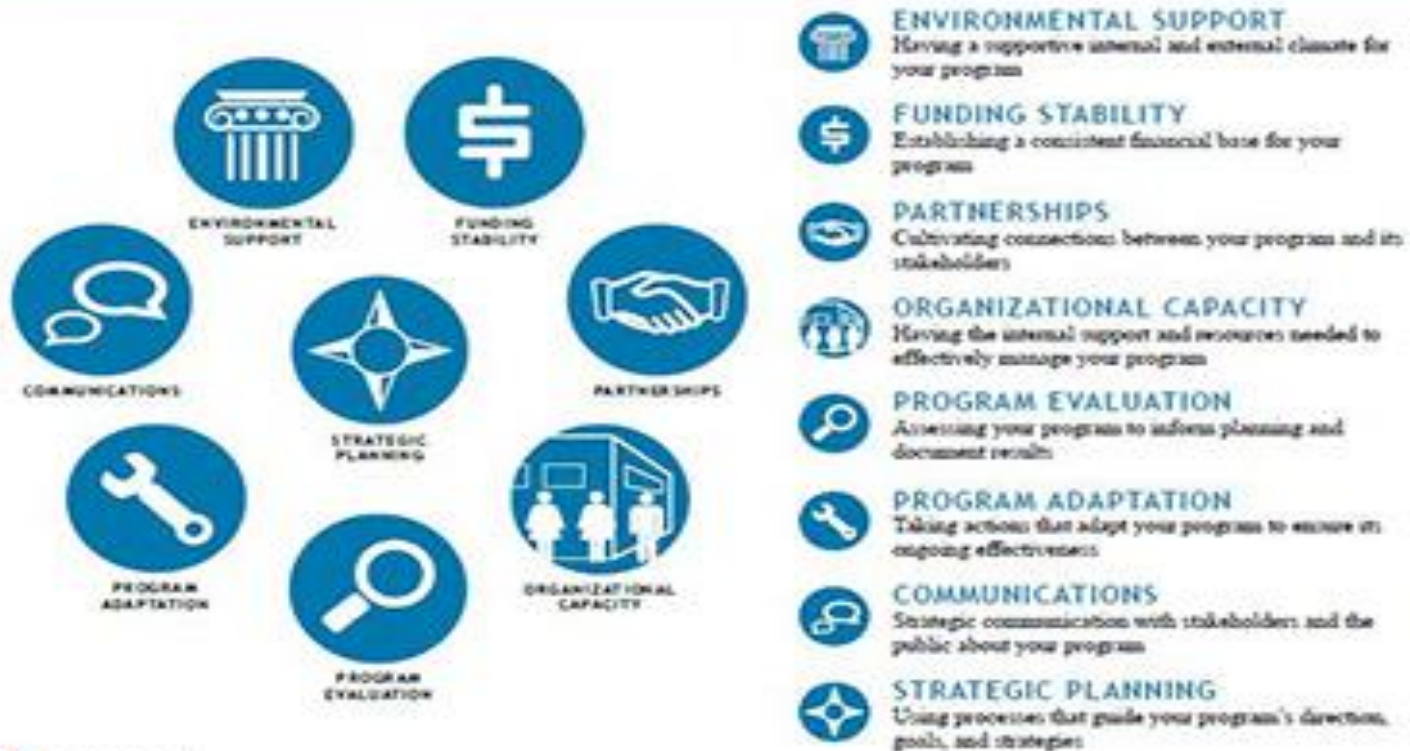 ENVIRONMENTAL
SUPPORT
FUNDING
STABILITY
COMMUNICATIONS
STRATEGIC
PLANNING
PARTNERSHIPS
PROGRAM
ADAPTATION
PROGRAM
EVALUATION
ORGANIZATIONAL
CAPACITY
ENVIRONMENTAL SUPPORT
Having a supportive internal and external climate for
your program
FUNDING STABILITY
Establishing a consistent financial base for your
program
PARTNERSHIPS
Cultivating connections between your program and its
stakeholders
ORGANIZATIONAL CAPACITY
Having the internal support and resources needed to
effectively manage your program
PROGRAM EVALUATION
Assessing your program to inform planning and
document results
PROGRAM ADAPTATION
Taking actions that adapt your program to ensure its
ongoing effectiveness
COMMUNICATIONS
Strategic communication with stakeholders and the
public about your program
STRATEGIC PLANNING
Using processes that guide your program's direction,
goals, and strategies